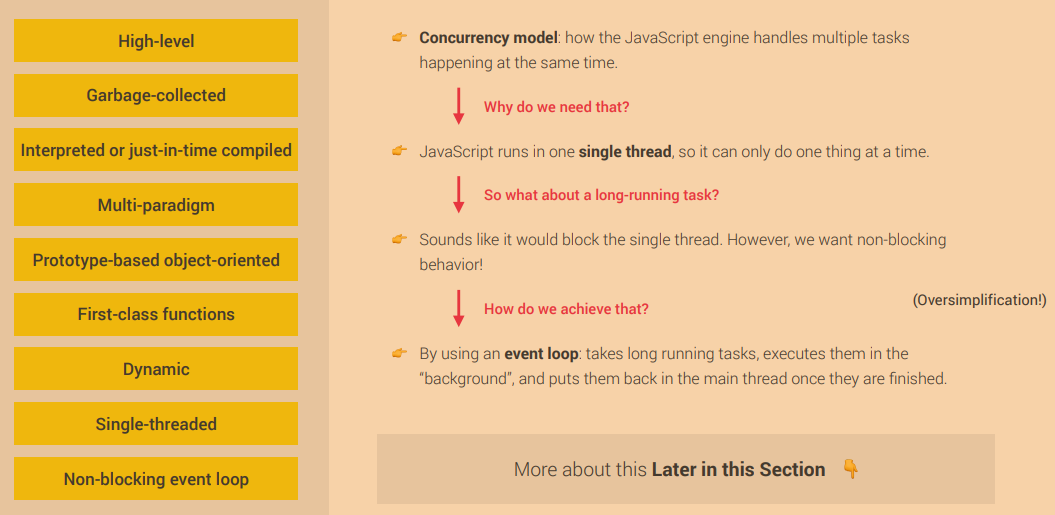 High-level
Garbage-collected
Interpreted or just-in-time compiled
Multi-paradigm
Prototype-based object-oriented
First-class functions
Dynamic
Single-threaded
Non-blocking event loop
Concurrency model: how the JavaScript engine handles multiple tasks
happening at the same time.
Why do we need that?
JavaScript runs in one single thread, so it can only do one thing at a time.
So what about a long-running task?
Sounds like it would block the single thread. However, we want non-blocking
behavior!
(Oversimplification!)
How do we achieve that?
By using an event loop: takes long running tasks, executes them in the
“background”, and puts them back in the main thread once they are finished.
More about this Later in this Section